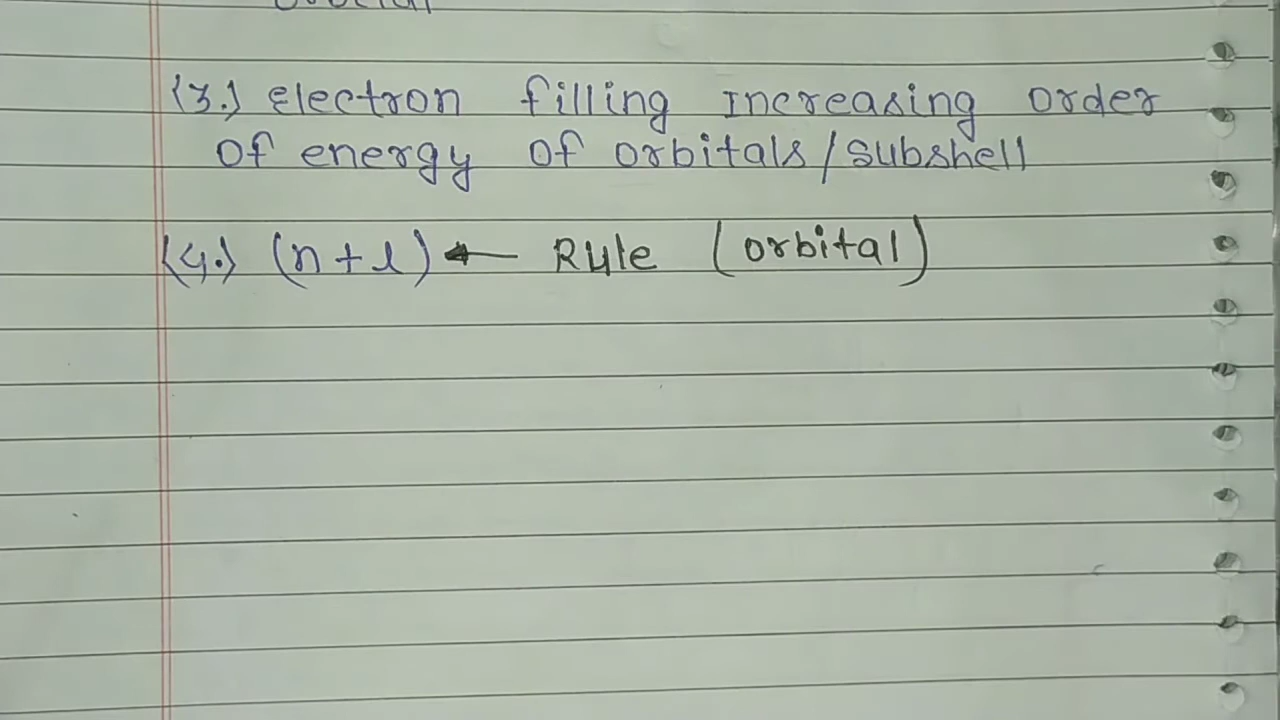 (3.) Electron filling Increasing order
of energy of orbitals/subshell
(4.) (n+l) ← Rule (orbital)